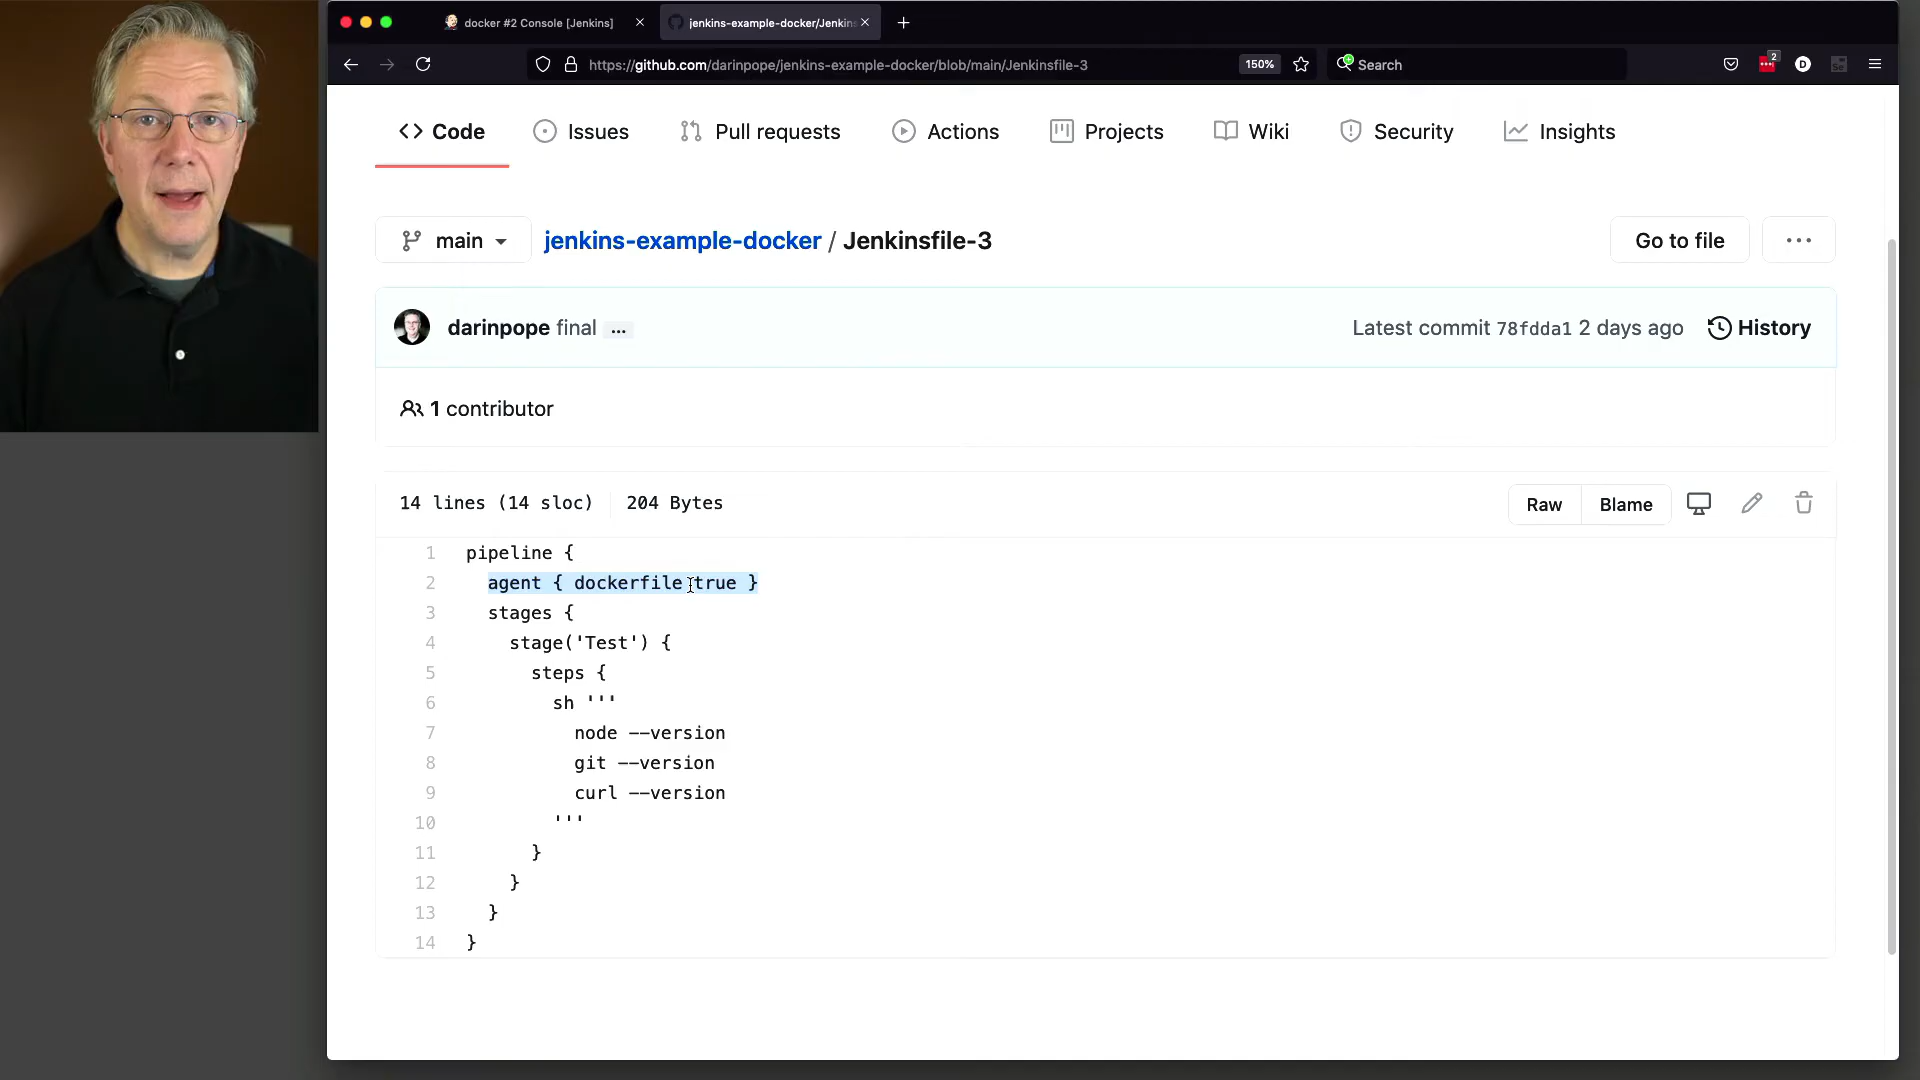 docker #2 Console [Jenkins]
jenkins-example-docker/Jenkins
https://github.com/darinpope/jenkins-example-docker/blob/main/Jenkinsfile-3
150%
Search
2
D
Se
Code
Issues
Pull requests
Actions
Projects
Wiki
Security
Insights
main
jenkins-example-docker / Jenkinsfile-3
Go to file
darinpope final ...
Latest commit 78fdda1 2 days ago
History
1 contributor
14 lines (14 sloc)
204 Bytes
Raw
Blame
1 pipeline {
2 agent { dockerfile true }
3 stages {
4 stage('Test') {
5 steps {
6 sh '''
7 node --version
8 git --version
9 curl --version
10 '''
11 }
12 }
13 }
14 }